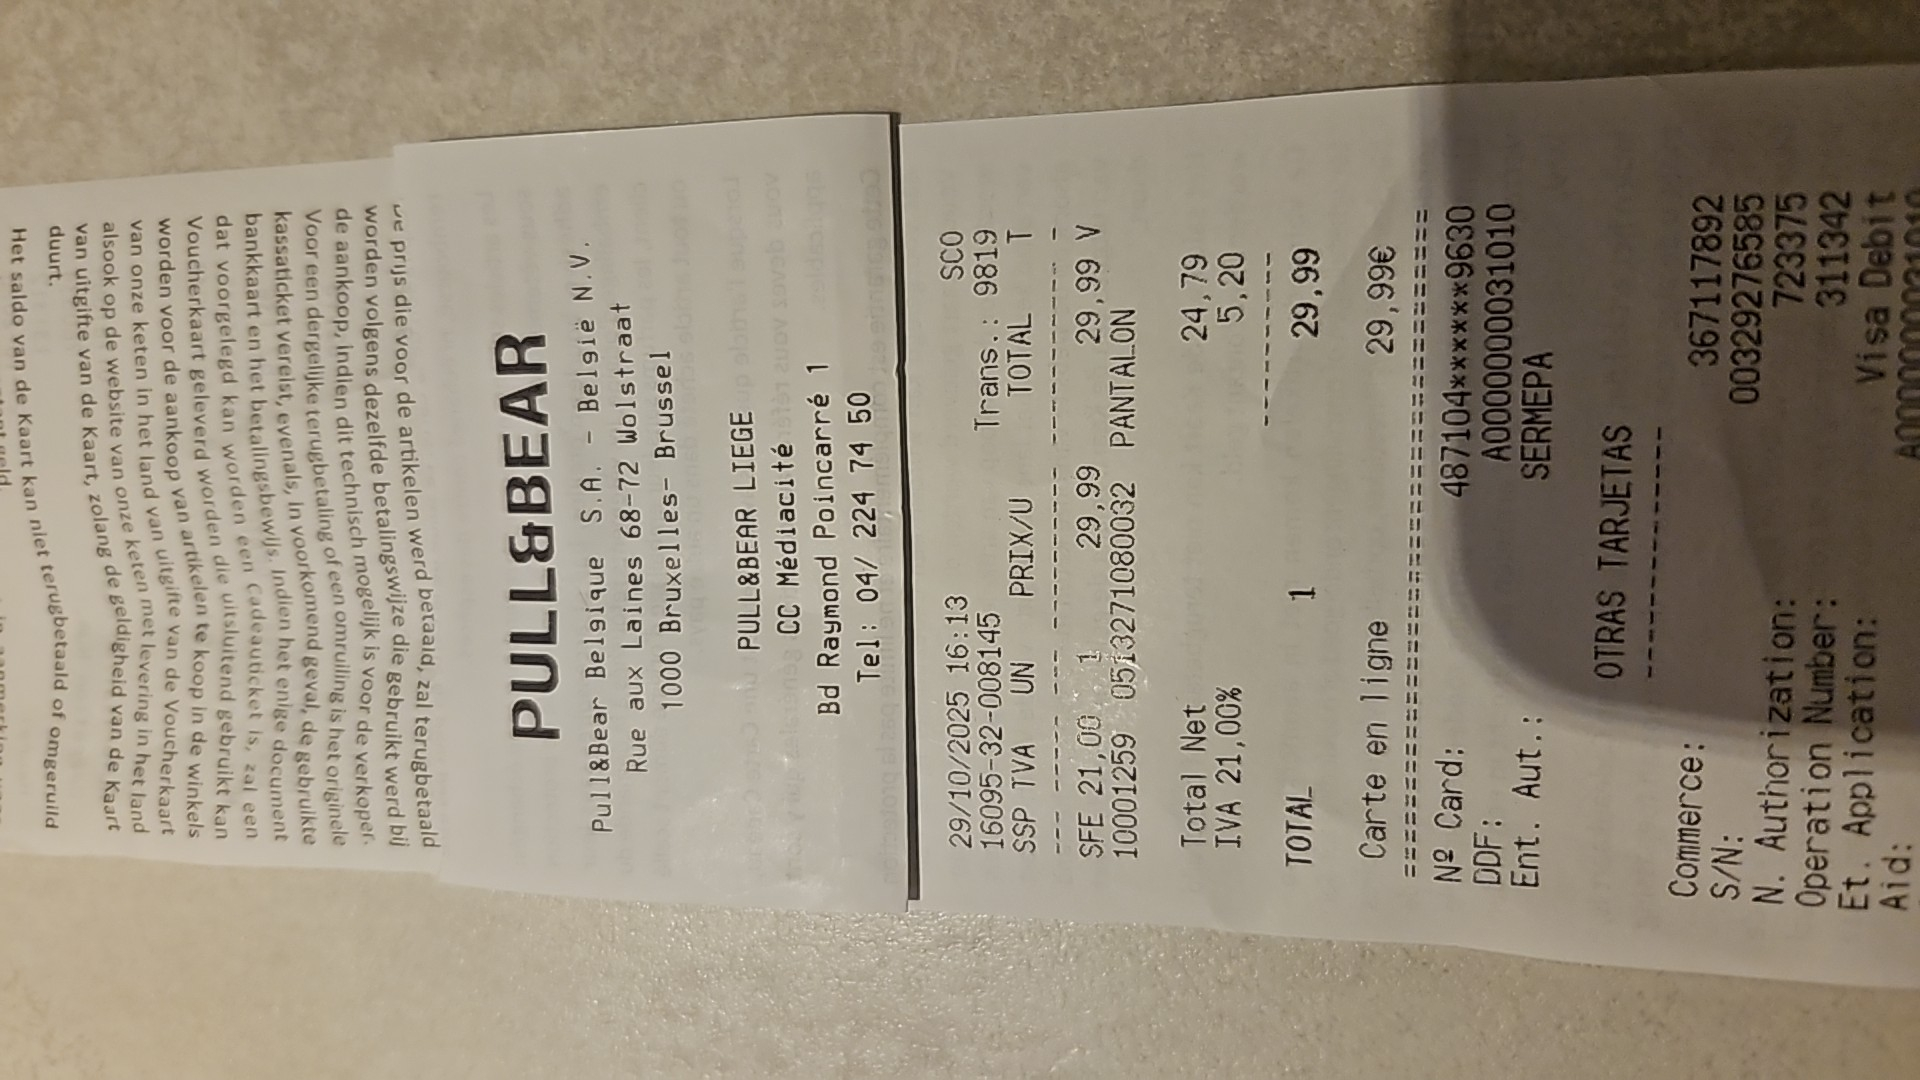 PULL&BEAR
Pull&Bear Belgique S.A. - België N.V.
Rue aux Laines 68-72 Wolstraat
1000 Bruxelles- Brussel
PULL&BEAR LIEGE
CC Médiacité
Bd Raymond Poincarré 1
Tel: 04/ 224 74 50
29/10/2025 16:13 SCO
16095-32-008145 Trans.: 9819
SSP TVA UN PRIX/U TOTAL T
--- ----- --- ----------- --------- -
SFE 21,00 1 29,99 29,99 V
10001259 0513271080032 PANTALON
Total Net 24,79
IVA 21,00% 5,20
---------
TOTAL 1 29,99
Carte en ligne 29,99€
========================================
Nº Card: 487104******9630
DDF: A0000000031010
Ent. Aut.: SERMEPA
OTRAS TARJETAS
---------------
Commerce: 367117892
S/N: 00329276585
N. Authorization: 723375
Operation Number: 311342
Et. Application: Visa Debit
Aid: A0000000031010
prijs die voor de artikelen werd betaald, zal terugbetaald
worden volgens dezelfde betalingswijze die gebruikt werd bij
de aankoop, indien dit technisch mogelijk is voor de verkoper.
Voor een dergelijke terugbetaling of een omruiling is het originele
kassaticket vereist, evenals, in voorkomend geval, de gebruikte
bankkaart en het betalingsbewijs. Indien het enige document
dat voorgelegd kan worden een Cadeauticket is, zal een
Voucherkaart geleverd worden die uitsluitend gebruikt kan
worden voor de aankoop van artikelen te koop in de winkels
van onze keten in het land van uitgifte van de Voucherkaart
alsook op de website van onze keten met levering in het land
van uitgifte van de Kaart, zolang de geldigheid van de Kaart
duurt.
Het saldo van de Kaart kan niet terugbetaald of omgeruild